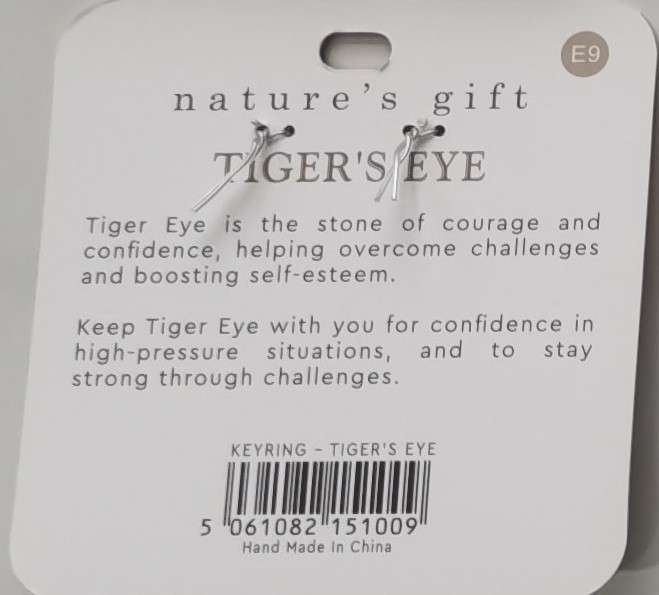 E9
nature's gift
TIGER'S EYE
Tiger Eye is the stone of courage and
confidence, helping overcome challenges
and boosting self-esteem.
Keep Tiger Eye with you for confidence in
high-pressure situations, and to stay
strong through challenges.
KEYRING - TIGER'S EYE
5 061082 151009
Hand Made In China